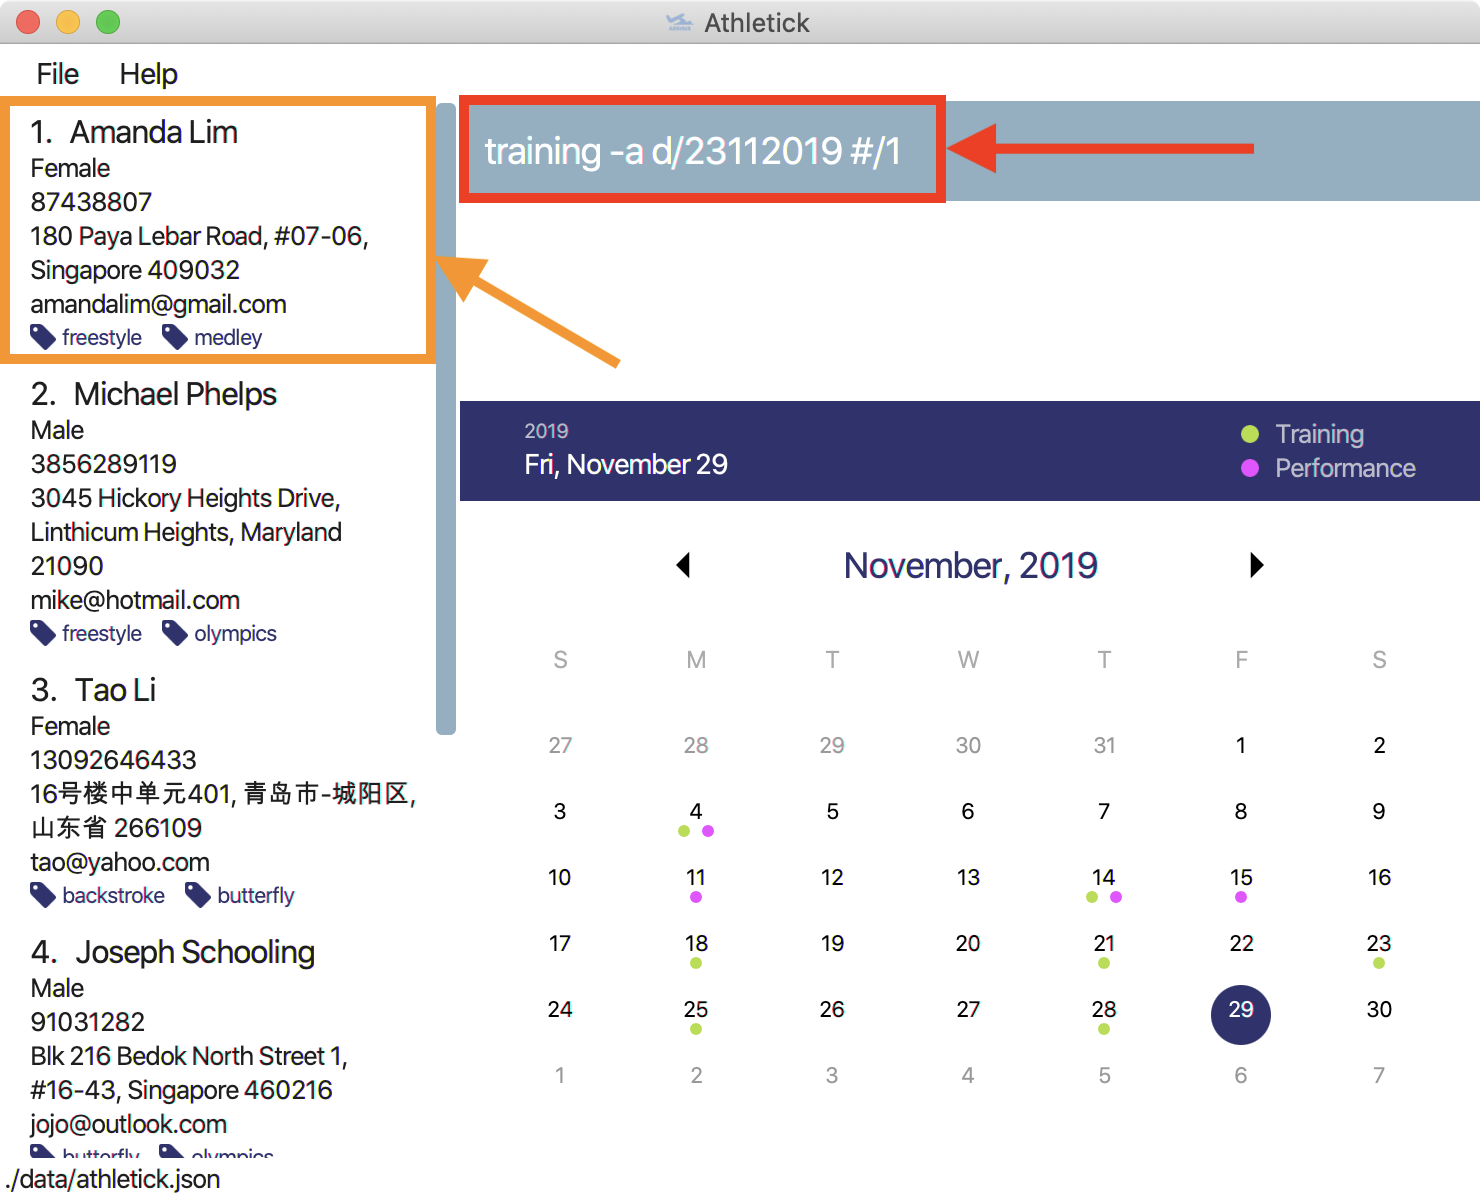 Athletick
File Help
1. Amanda Lim
Female
87438807
180 Paya Lebar Road, #07-06,
Singapore 409032
amandalim@gmail.com
freestyle medley
2. Michael Phelps
Male
3856289119
3045 Hickory Heights Drive,
Linthicum Heights, Maryland
21090
mike@hotmail.com
freestyle olympics
3. Tao Li
Female
13092646433
16号楼中单元401, 青岛市-城阳区,
山东省 266109
tao@yahoo.com
backstroke butterfly
4. Joseph Schooling
Male
91031282
Blk 216 Bedok North Street 1,
#16-43, Singapore 460216
jojo@outlook.com
butterfly olympics
training -a d/23112019 #/1
2019
Fri, November 29
Training
Performance
November, 2019
S M T W T F S
27 28 29 30 31 1 2
3 4 5 6 7 8 9
10 11 12 13 14 15 16
17 18 19 20 21 22 23
24 25 26 27 28 29 30
1 2 3 4 5 6 7
./data/athletick.json